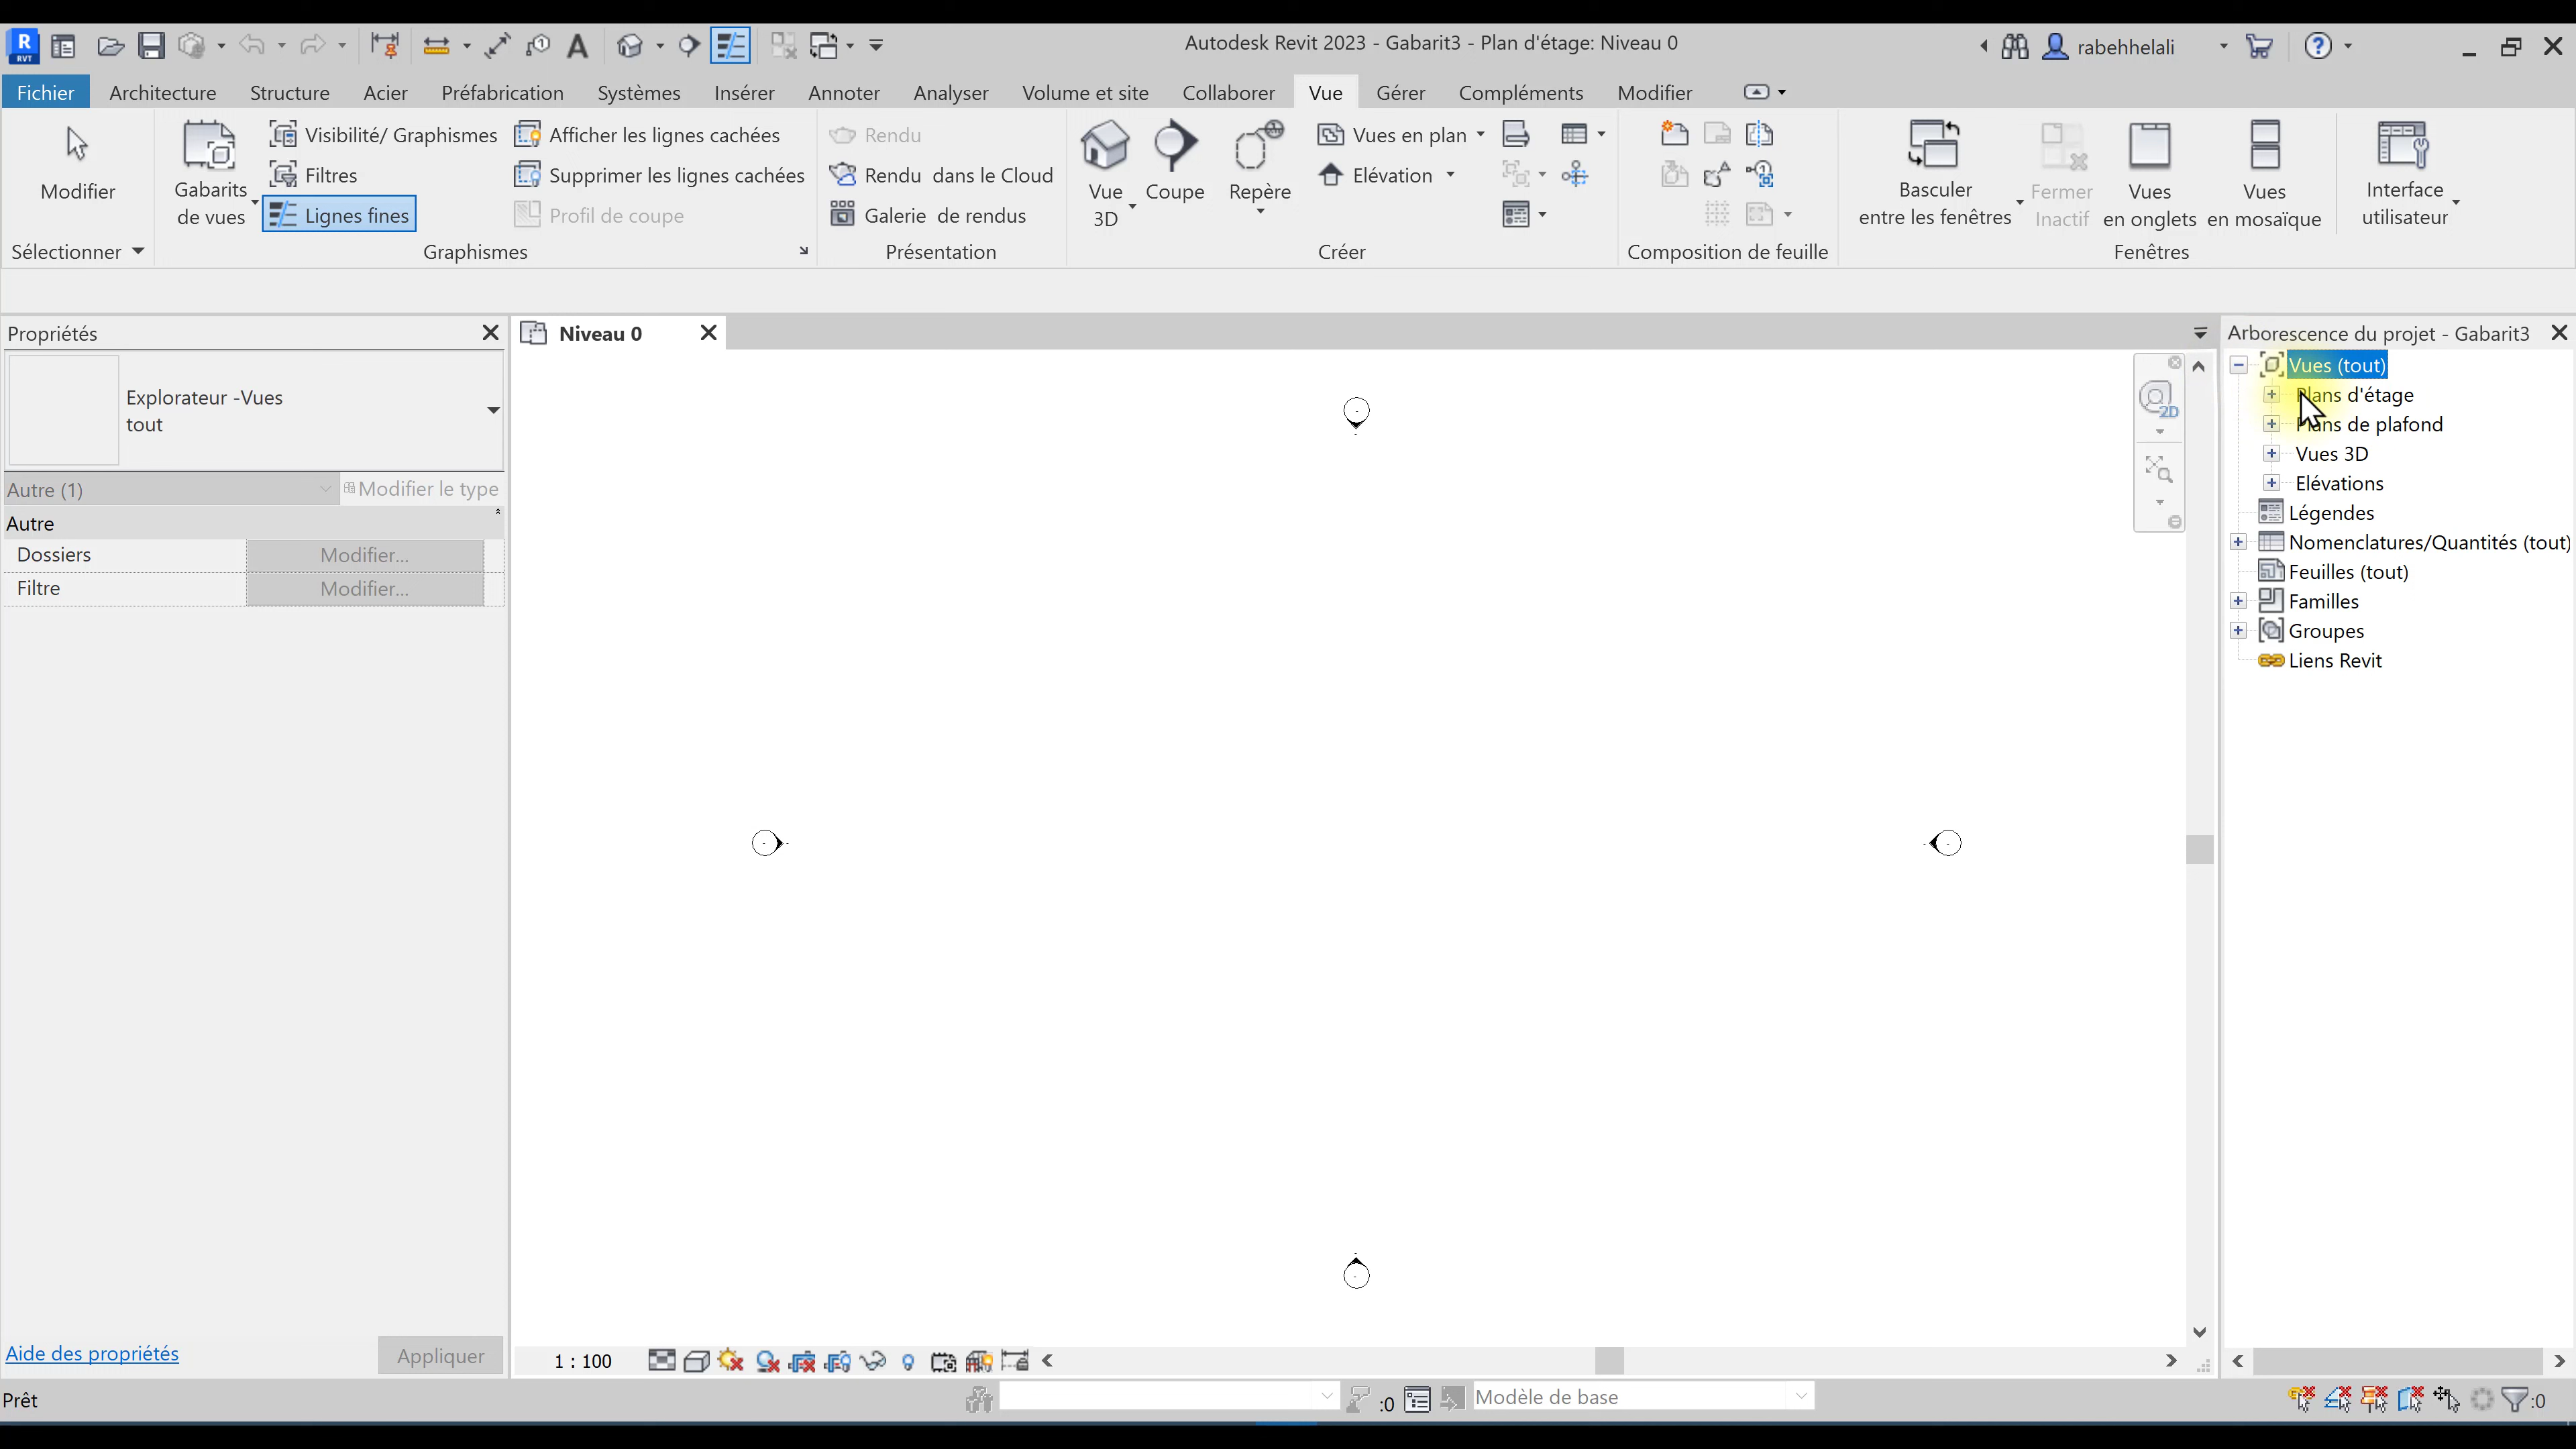 Autodesk Revit 2023 - Gabarit3 - Plan d'étage: Niveau 0
rabehhelali
Fichier Architecture Structure Acier Préfabrication Systèmes Insérer Annoter Analyser Volume et site Collaborer Vue Gérer Compléments Modifier
Modifier
Sélectionner
Gabarits
de vues
Visibilité/ Graphismes
Filtres
Lignes fines
Afficher les lignes cachées
Supprimer les lignes cachées
Profil de coupe
Graphismes
Rendu
Rendu dans le Cloud
Galerie de rendus
Présentation
Vue
3D
Coupe
Repère
Vues en plan
Elévation
Créer
Composition de feuille
Basculer
entre les fenêtres
Fermer
Inactif
Vues
en onglets
Vues
en mosaïque
Fenêtres
Interface
utilisateur
Propriétés
Explorateur -Vues
tout
Autre (1)
Modifier le type
Autre
Dossiers Modifier...
Filtre Modifier...
Aide des propriétés
Appliquer
Niveau 0
2D
1 : 100
Arborescence du projet - Gabarit3
Vues (tout)
Plans d'étage
Plans de plafond
Vues 3D
Elévations
Légendes
Nomenclatures/Quantités (tout)
Feuilles (tout)
Familles
Groupes
Liens Revit
Prêt
:0
Modèle de base
:0